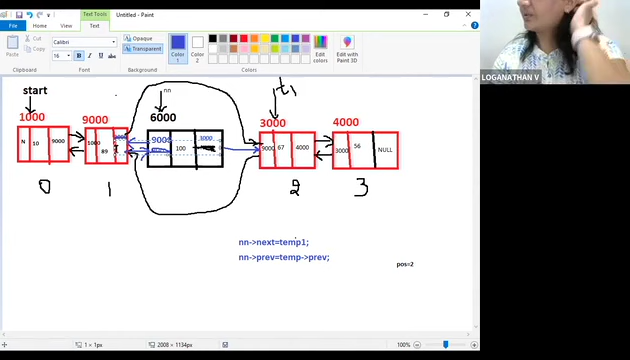 Untitled - Paint
Text Tools
File Home View Text
Paste Cut Copy
Calibri
16 B I U S
Opaque
Transparent
Color 1
Color 2
Edit colors
Edit with Paint 3D
Clipboard Font Background Colors
LOGANATHAN V
start
nn
t1
1000 9000 6000 3000 4000
N 10 9000
1000 89
9000 100 3000
9000 67 4000
3000 56 NULL
0 1 2 3
nn->next=temp1;
nn->prev=temp->prev;
pos=2
1 × 1px
2008 × 1134px
100%